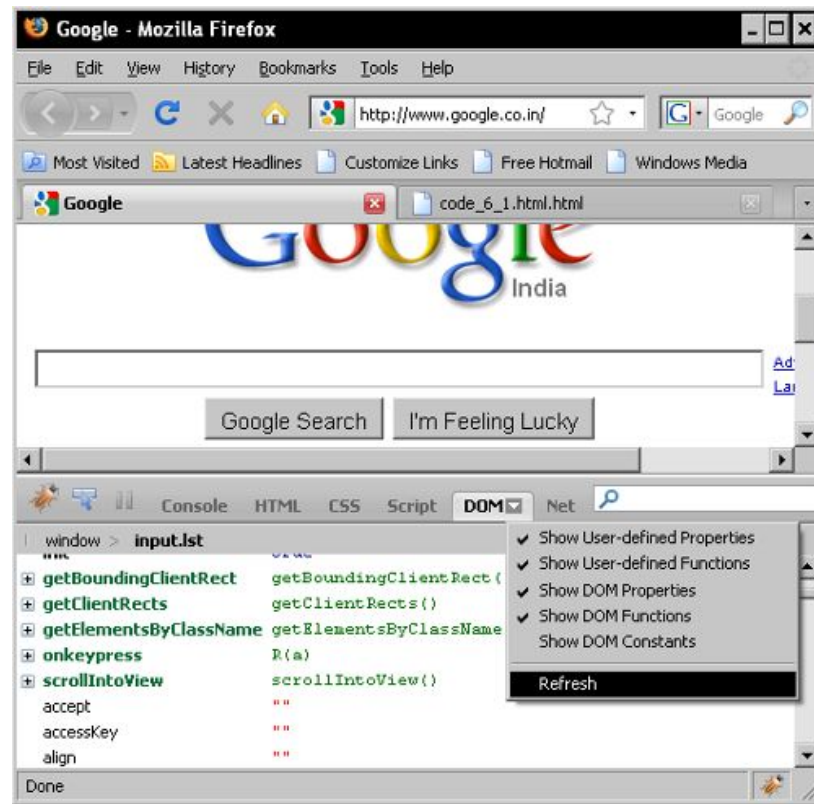 Google - Mozilla Firefox
File Edit View History Bookmarks Tools Help
http://www.google.co.in/ G Google
Most Visited Latest Headlines Customize Links Free Hotmail Windows Media
Google code_6_1.html.html
Google
India
Google Search I'm Feeling Lucky
Console HTML CSS Script DOM Net
window > input.lst
Show User-defined Properties
Show User-defined Functions
Show DOM Properties
Show DOM Functions
Show DOM Constants
Refresh
getBoundingClientRect getBoundingClientRect(
getClientRects getClientRects()
getElementsByClassName getElementsByClassName
onkeypress R(a)
scrollIntoView scrollIntoView()
accept ""
accessKey ""
align ""
Done